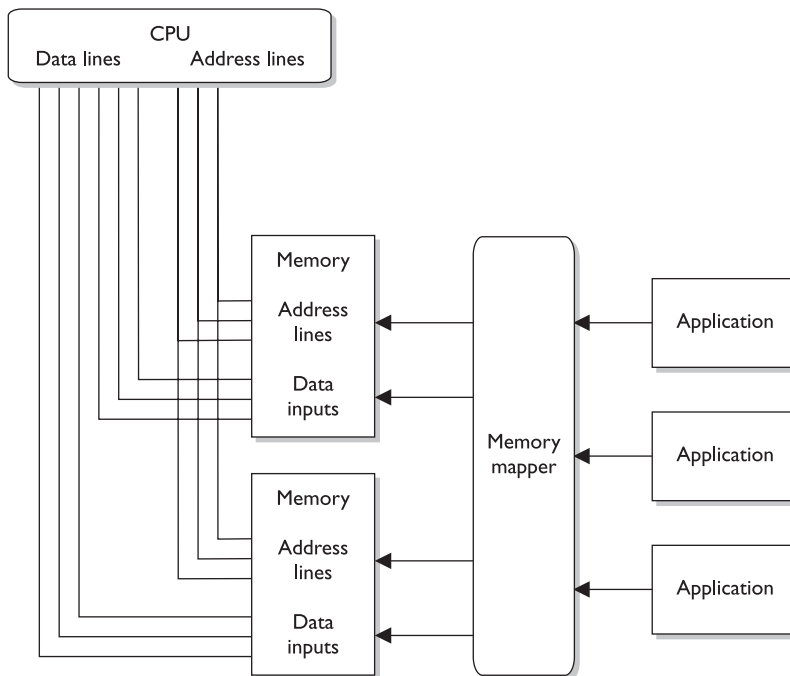 CPU
Data lines Address lines
Memory
Address
lines
Data
inputs
Memory
Address
lines
Data
inputs
Memory
mapper
Application
Application
Application